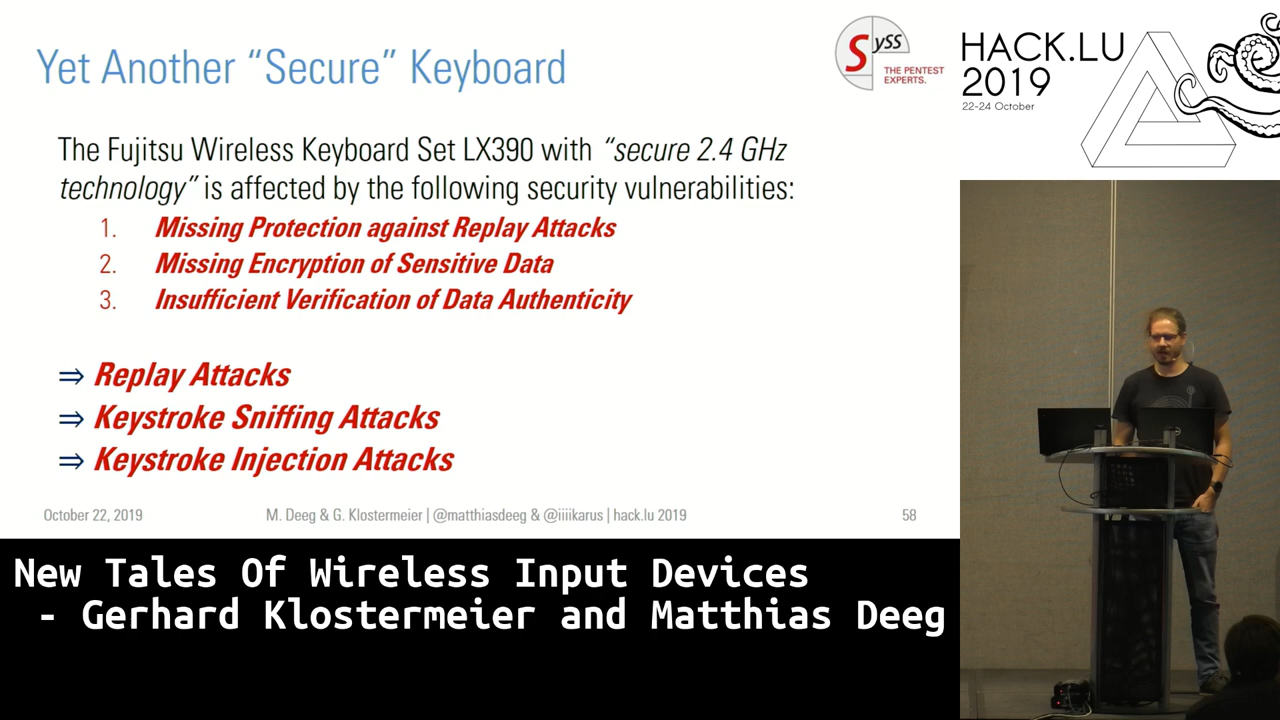 Yet Another “Secure” Keyboard
SySS
THE PENTEST
EXPERTS.
HACK.LU
2019
22-24 October
The Fujitsu Wireless Keyboard Set LX390 with “secure 2.4 GHz
technology” is affected by the following security vulnerabilities:
1. Missing Protection against Replay Attacks
2. Missing Encryption of Sensitive Data
3. Insufficient Verification of Data Authenticity
⇒ Replay Attacks
⇒ Keystroke Sniffing Attacks
⇒ Keystroke Injection Attacks
October 22, 2019 M. Deeg & G. Klostermeier | @matthiasdeeg & @iiiikarus | hack.lu 2019 58
New Tales Of Wireless Input Devices
- Gerhard Klostermeier and Matthias Deeg